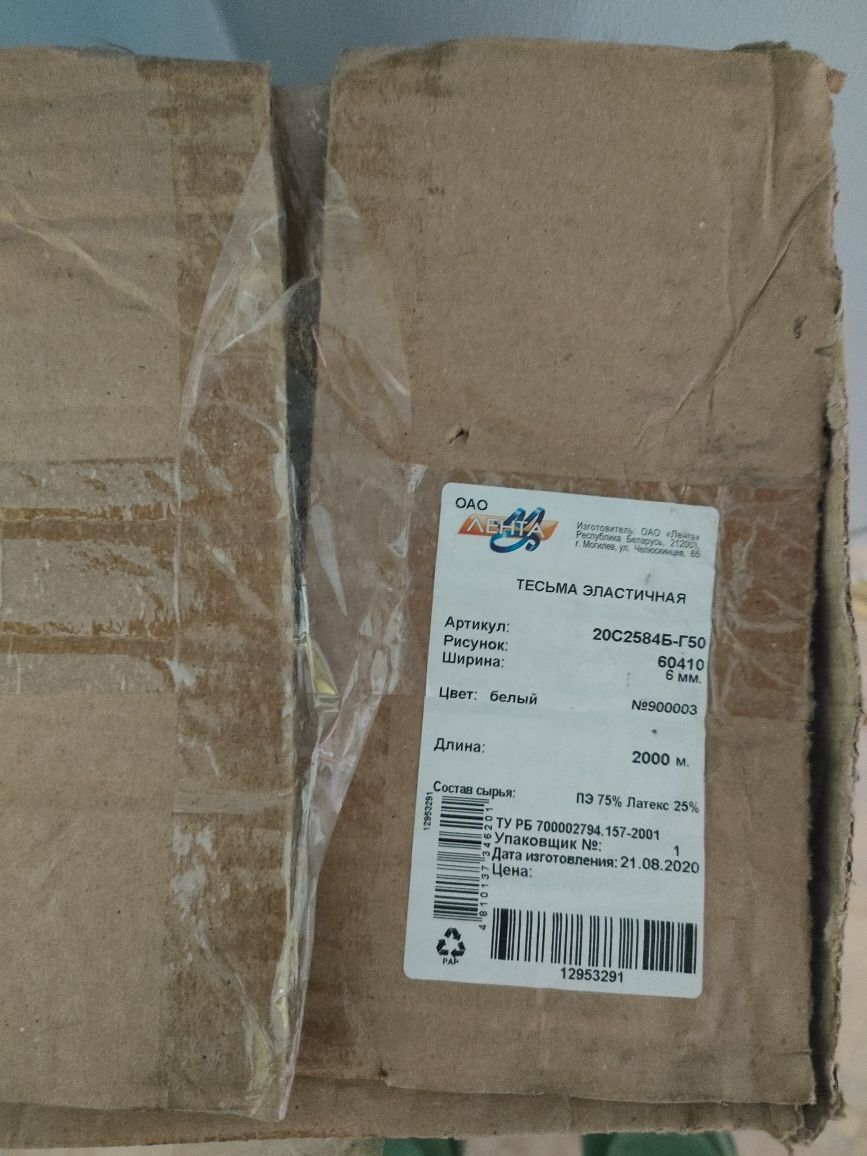 ОАО
ЛЕНТА
Изготовитель: ОАО «Лента»
Республика Беларусь, 212003,
г. Могилев, ул. Челюскинцев, 65
ТЕСЬМА ЭЛАСТИЧНАЯ
Артикул: 20С2584Б-Г50
Рисунок: 60410
Ширина: 6 мм.
Цвет: белый №900003
Длина: 2000 м.
Состав сырья: ПЭ 75% Латекс 25%
ТУ РБ 700002794.157-2001
Упаковщик №: 1
Дата изготовления: 21.08.2020
Цена:
12953291
4810137346201
PAP
12953291